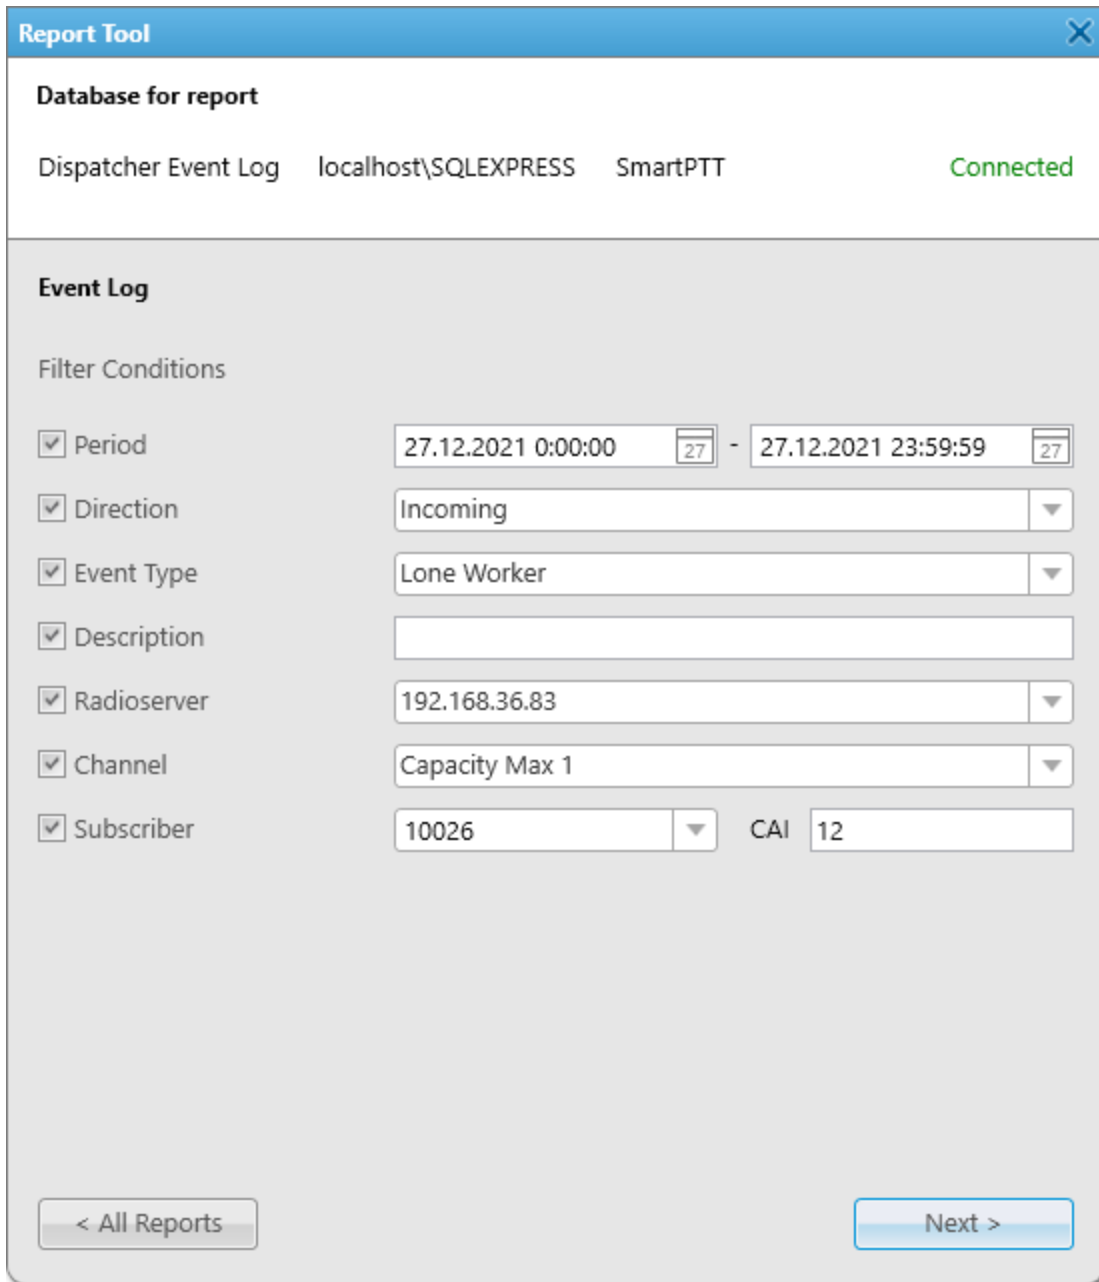 Report Tool
Database for report
Dispatcher Event Log localhost\SQLEXPRESS SmartPTT Connected
Event Log
Filter Conditions
Period 27.12.2021 0:00:00 27 - 27.12.2021 23:59:59 27
Direction Incoming
Event Type Lone Worker
Description
Radioserver 192.168.36.83
Channel Capacity Max 1
Subscriber 10026 CAI 12
< All Reports Next >